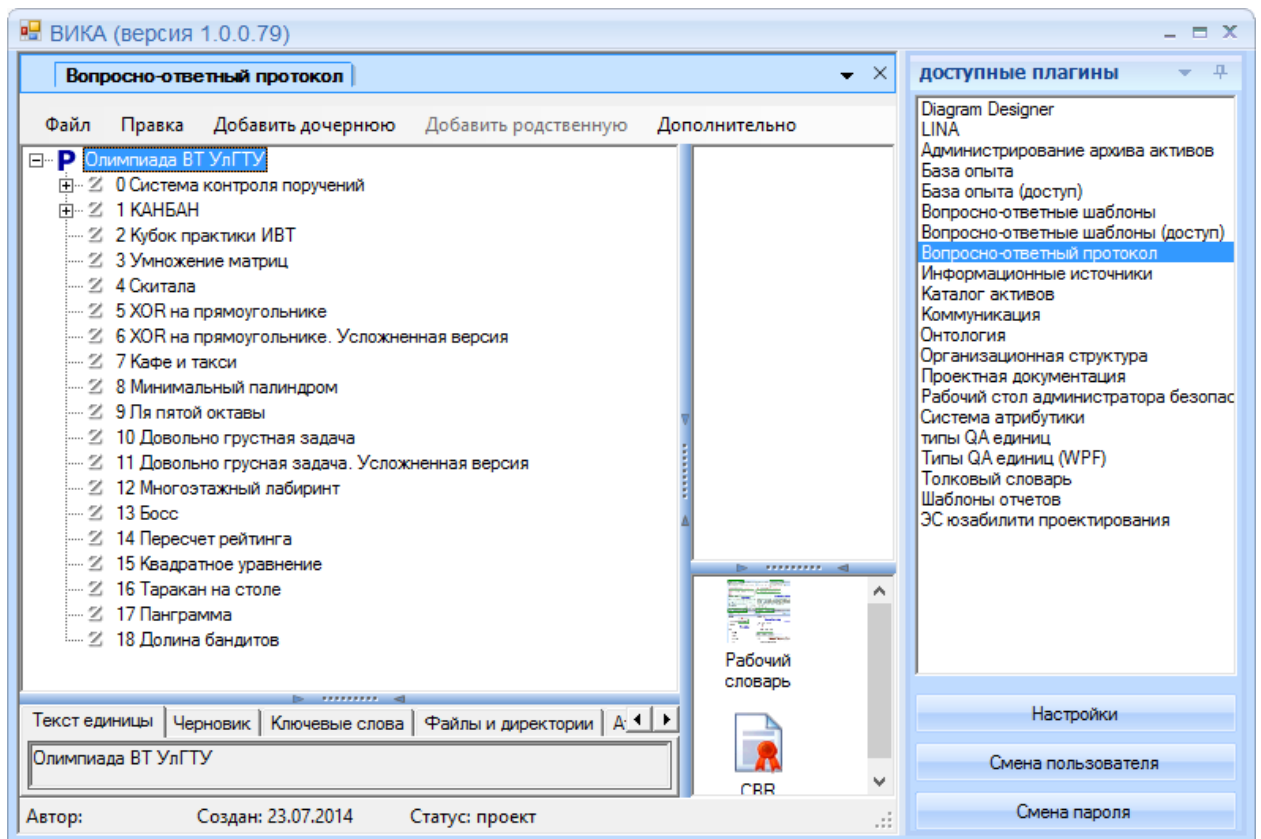 ВИКА (версия 1.0.0.79)
Вопросно-ответный протокол
Файл Правка Добавить дочернюю Добавить родственную Дополнительно
P Олимпиада ВТ УлГТУ
Z 0 Система контроля поручений
Z 1 КАНБАН
Z 2 Кубок практики ИВТ
Z 3 Умножение матриц
Z 4 Скитала
Z 5 XOR на прямоугольнике
Z 6 XOR на прямоугольнике. Усложненная версия
Z 7 Кафе и такси
Z 8 Минимальный палиндром
Z 9 Ля пятой октавы
Z 10 Довольно грустная задача
Z 11 Довольно грусная задача. Усложненная версия
Z 12 Многоэтажный лабиринт
Z 13 Босс
Z 14 Пересчет рейтинга
Z 15 Квадратное уравнение
Z 16 Таракан на столе
Z 17 Панграмма
Z 18 Долина бандитов
Рабочий
словарь
CBR
Текст единицы Черновик Ключевые слова Файлы и директории А
Олимпиада ВТ УлГТУ
Автор: Создан: 23.07.2014 Статус: проект
доступные плагины
Diagram Designer
LINA
Администрирование архива активов
База опыта
База опыта (доступ)
Вопросно-ответные шаблоны
Вопросно-ответные шаблоны (доступ)
Вопросно-ответный протокол
Информационные источники
Каталог активов
Коммуникация
Онтология
Организационная структура
Проектная документация
Рабочий стол администратора безопас
Система атрибутики
типы QA единиц
Типы QA единиц (WPF)
Толковый словарь
Шаблоны отчетов
ЭС юзабилити проектирования
Настройки
Смена пользователя
Смена пароля